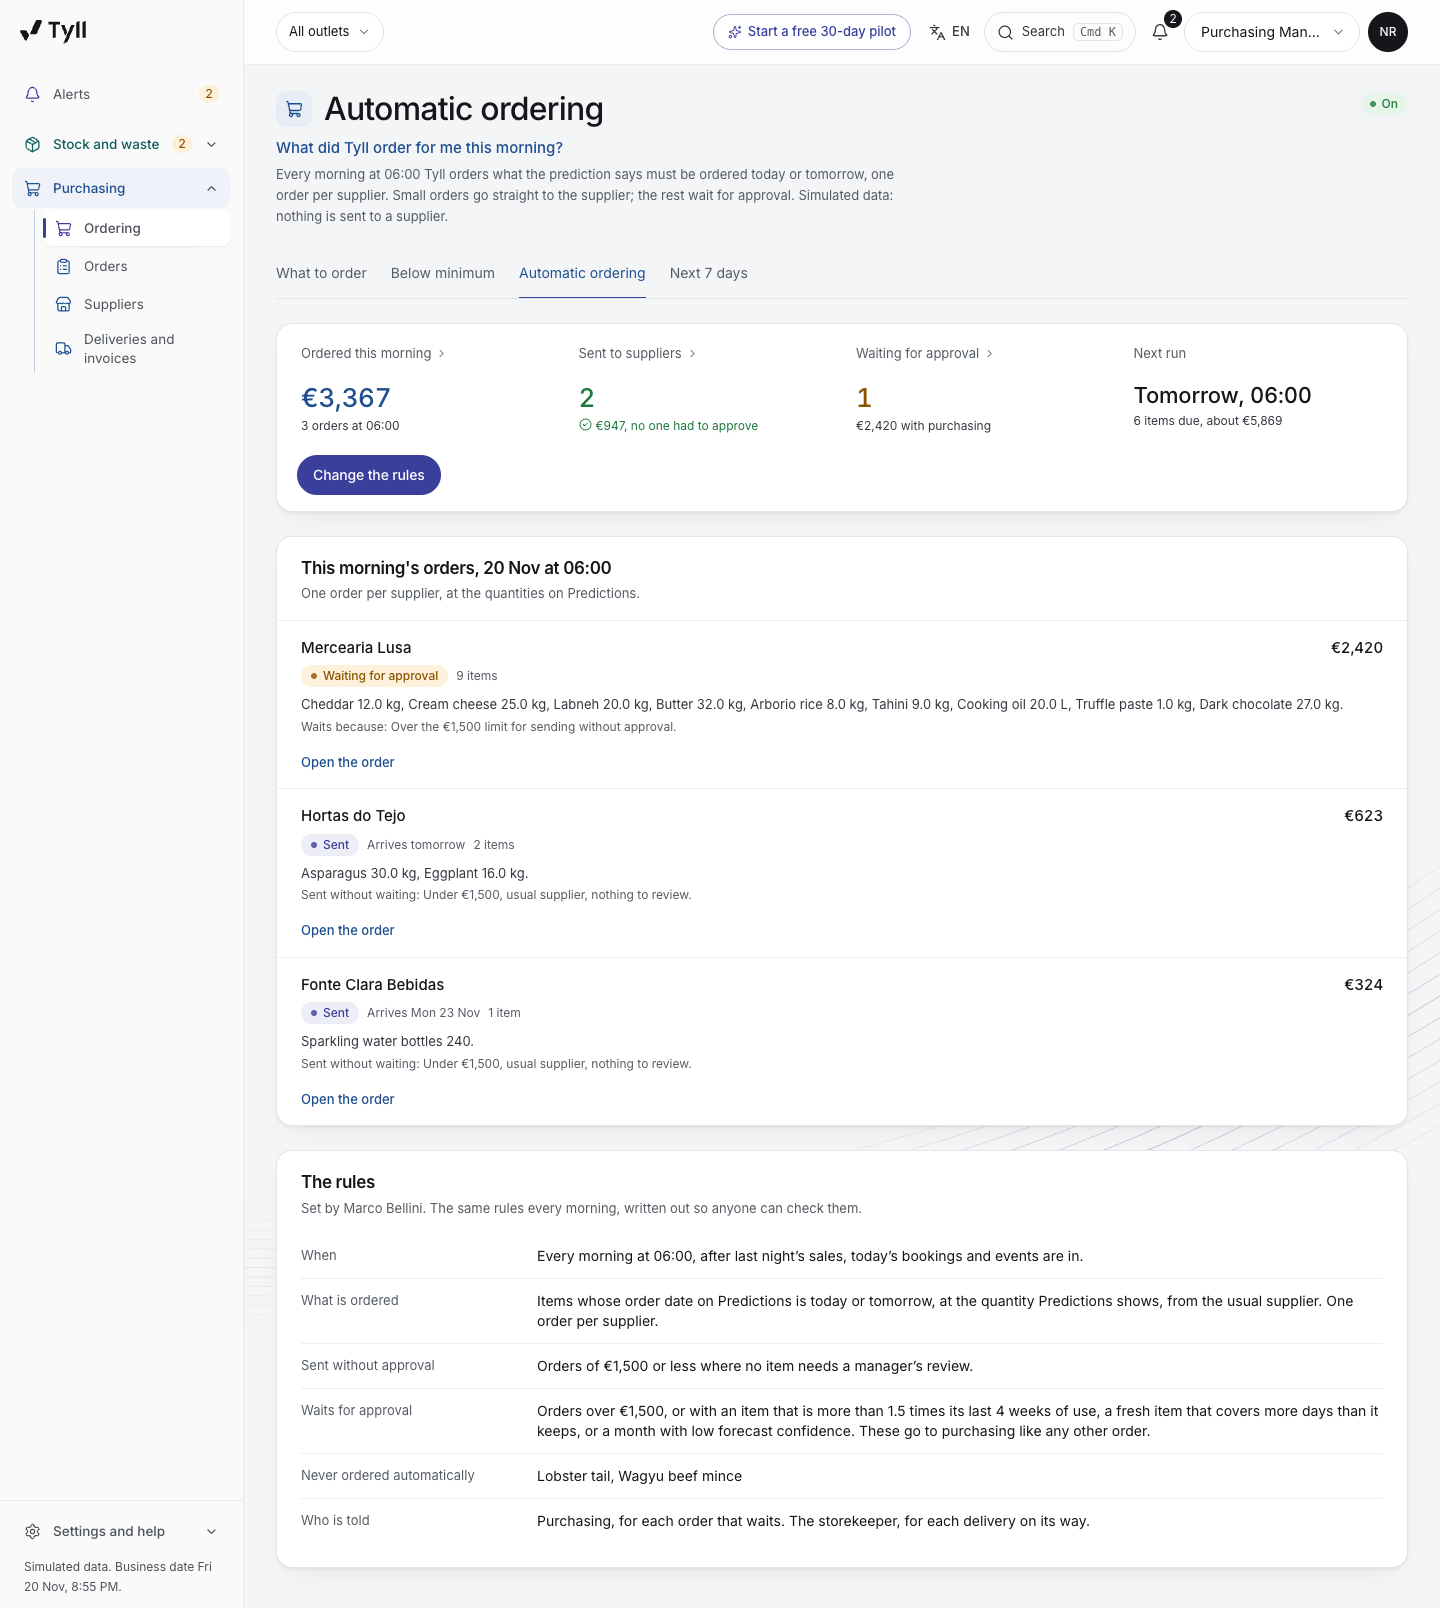 Tyll
All outlets
Start a free 30-day pilot
EN
Search
Cmd K
2
Purchasing Man...
NR
Alerts
2
Stock and waste
2
Purchasing
Ordering
Orders
Suppliers
Deliveries and
invoices
Settings and help
Simulated data. Business date Fri
20 Nov, 8:55 PM.
Automatic ordering
On
What did Tyll order for me this morning?
Every morning at 06:00 Tyll orders what the prediction says must be ordered today or tomorrow, one
order per supplier. Small orders go straight to the supplier; the rest wait for approval. Simulated data:
nothing is sent to a supplier.
What to order
Below minimum
Automatic ordering
Next 7 days
Ordered this morning
€3,367
3 orders at 06:00
Sent to suppliers
2
€947, no one had to approve
Waiting for approval
1
€2,420 with purchasing
Next run
Tomorrow, 06:00
6 items due, about €5,869
Change the rules
This morning's orders, 20 Nov at 06:00
One order per supplier, at the quantities on Predictions.
Mercearia Lusa
€2,420
Waiting for approval
9 items
Cheddar 12.0 kg, Cream cheese 25.0 kg, Labneh 20.0 kg, Butter 32.0 kg, Arborio rice 8.0 kg, Tahini 9.0 kg, Cooking oil 20.0 L, Truffle paste 1.0 kg, Dark chocolate 27.0 kg.
Waits because: Over the €1,500 limit for sending without approval.
Open the order
Hortas do Tejo
€623
Sent
Arrives tomorrow
2 items
Asparagus 30.0 kg, Eggplant 16.0 kg.
Sent without waiting: Under €1,500, usual supplier, nothing to review.
Open the order
Fonte Clara Bebidas
€324
Sent
Arrives Mon 23 Nov
1 item
Sparkling water bottles 240.
Sent without waiting: Under €1,500, usual supplier, nothing to review.
Open the order
The rules
Set by Marco Bellini. The same rules every morning, written out so anyone can check them.
When
Every morning at 06:00, after last night’s sales, today’s bookings and events are in.
What is ordered
Items whose order date on Predictions is today or tomorrow, at the quantity Predictions shows, from the usual supplier. One
order per supplier.
Sent without approval
Orders of €1,500 or less where no item needs a manager’s review.
Waits for approval
Orders over €1,500, or with an item that is more than 1.5 times its last 4 weeks of use, a fresh item that covers more days than it
keeps, or a month with low forecast confidence. These go to purchasing like any other order.
Never ordered automatically
Lobster tail, Wagyu beef mince
Who is told
Purchasing, for each order that waits. The storekeeper, for each delivery on its way.